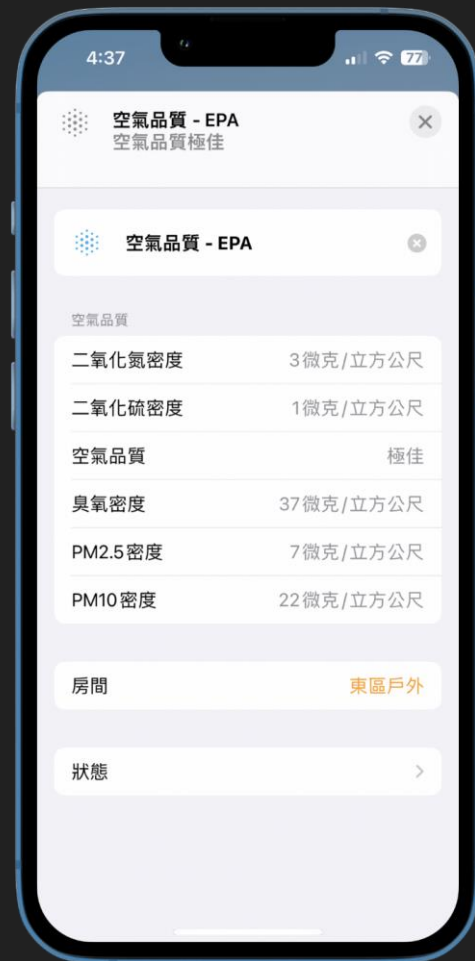 4:37
77
空氣品質 - EPA
空氣品質極佳
空氣品質 - EPA
空氣品質
二氧化氮密度 3微克/立方公尺
二氧化硫密度 1微克/立方公尺
空氣品質 極佳
臭氧密度 37微克/立方公尺
PM2.5密度 7微克/立方公尺
PM10密度 22微克/立方公尺
房間 東區戶外
狀態